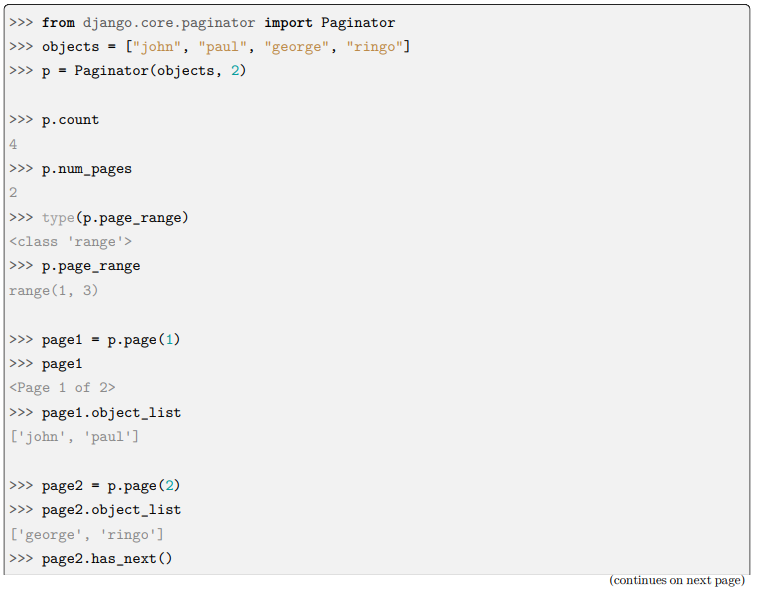 >>> from django.core.paginator import Paginator
>>> objects = ["john", "paul", "george", "ringo"]
>>> p = Paginator(objects, 2)
>>> p.count
4
>>> p.num_pages
2
>>> type(p.page_range)
<class 'range'>
>>> p.page_range
range(1, 3)
>>> page1 = p.page(1)
>>> page1
<Page 1 of 2>
>>> page1.object_list
['john', 'paul']
>>> page2 = p.page(2)
>>> page2.object_list
['george', 'ringo']
>>> page2.has_next()
(continues on next page)